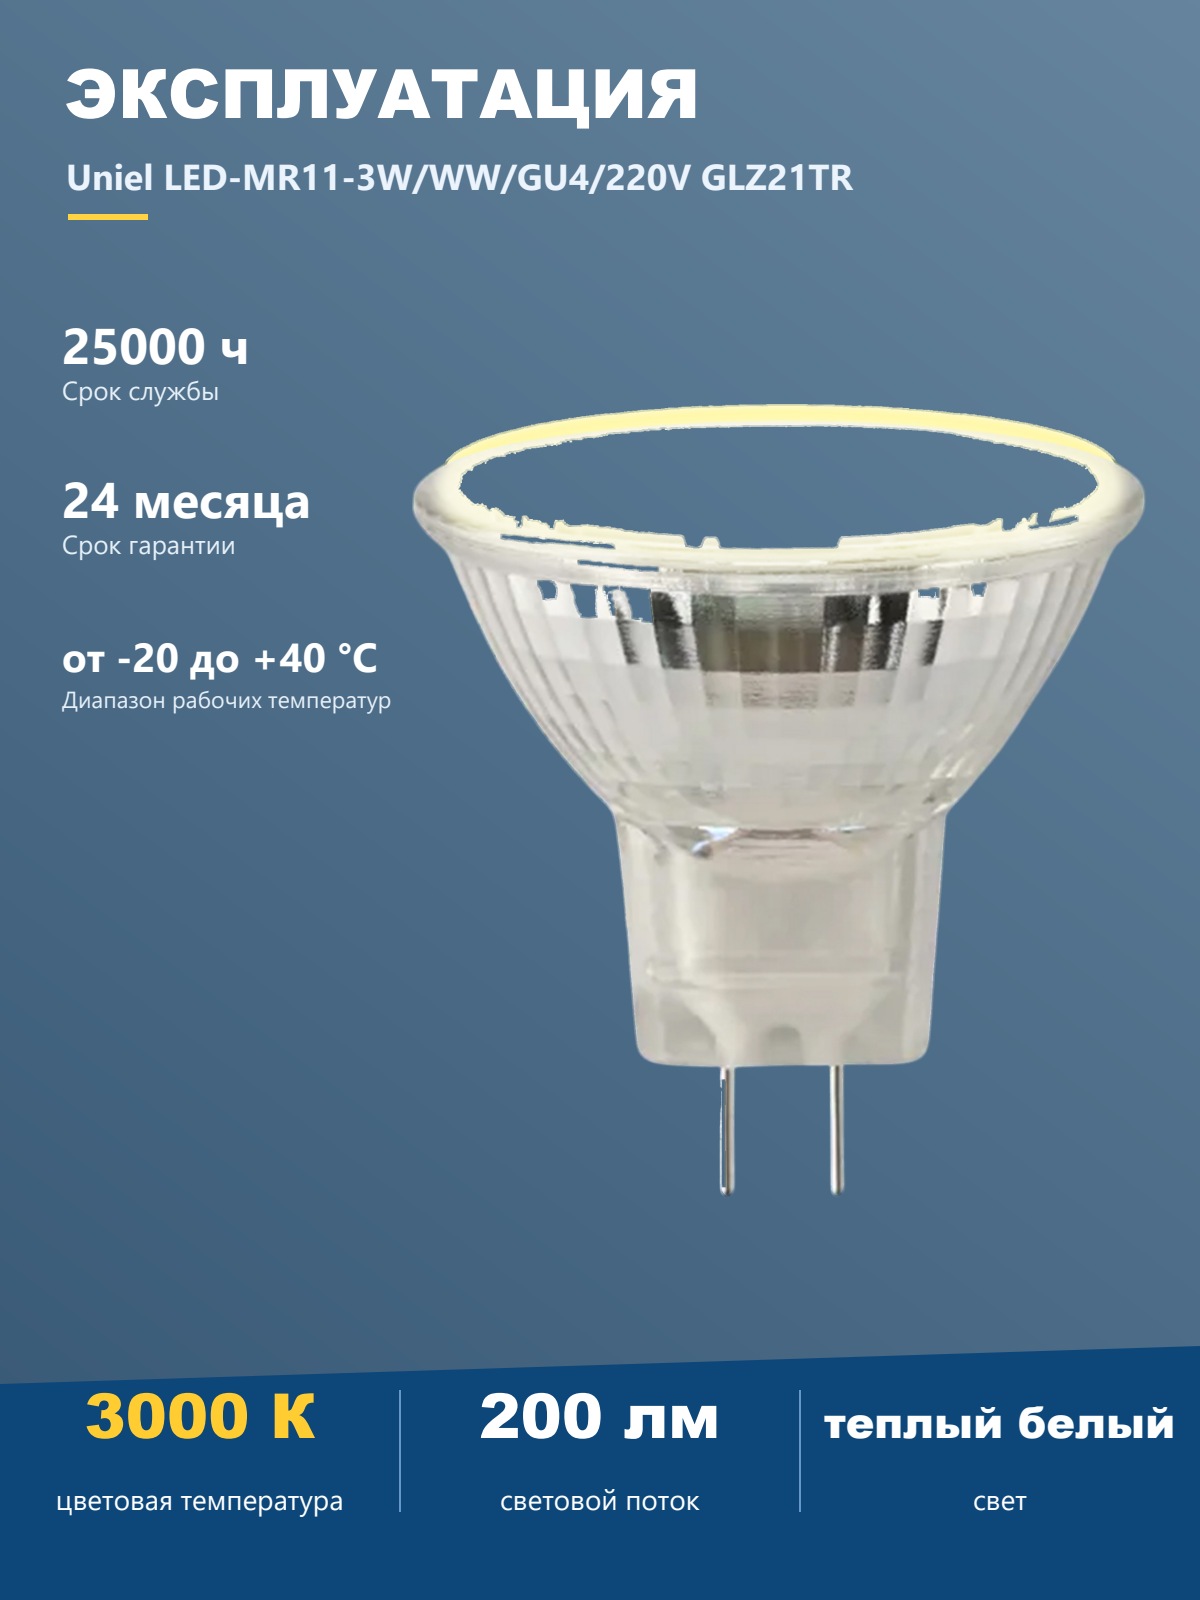 ЭКСПЛУАТАЦИЯ
Uniel LED-MR11-3W/WW/GU4/220V GLZ21TR
25000 ч
Срок службы
24 месяца
Срок гарантии
от -20 до +40 °C
Диапазон рабочих температур
3000 К
цветовая температура
200 лм
световой поток
теплый белый
свет